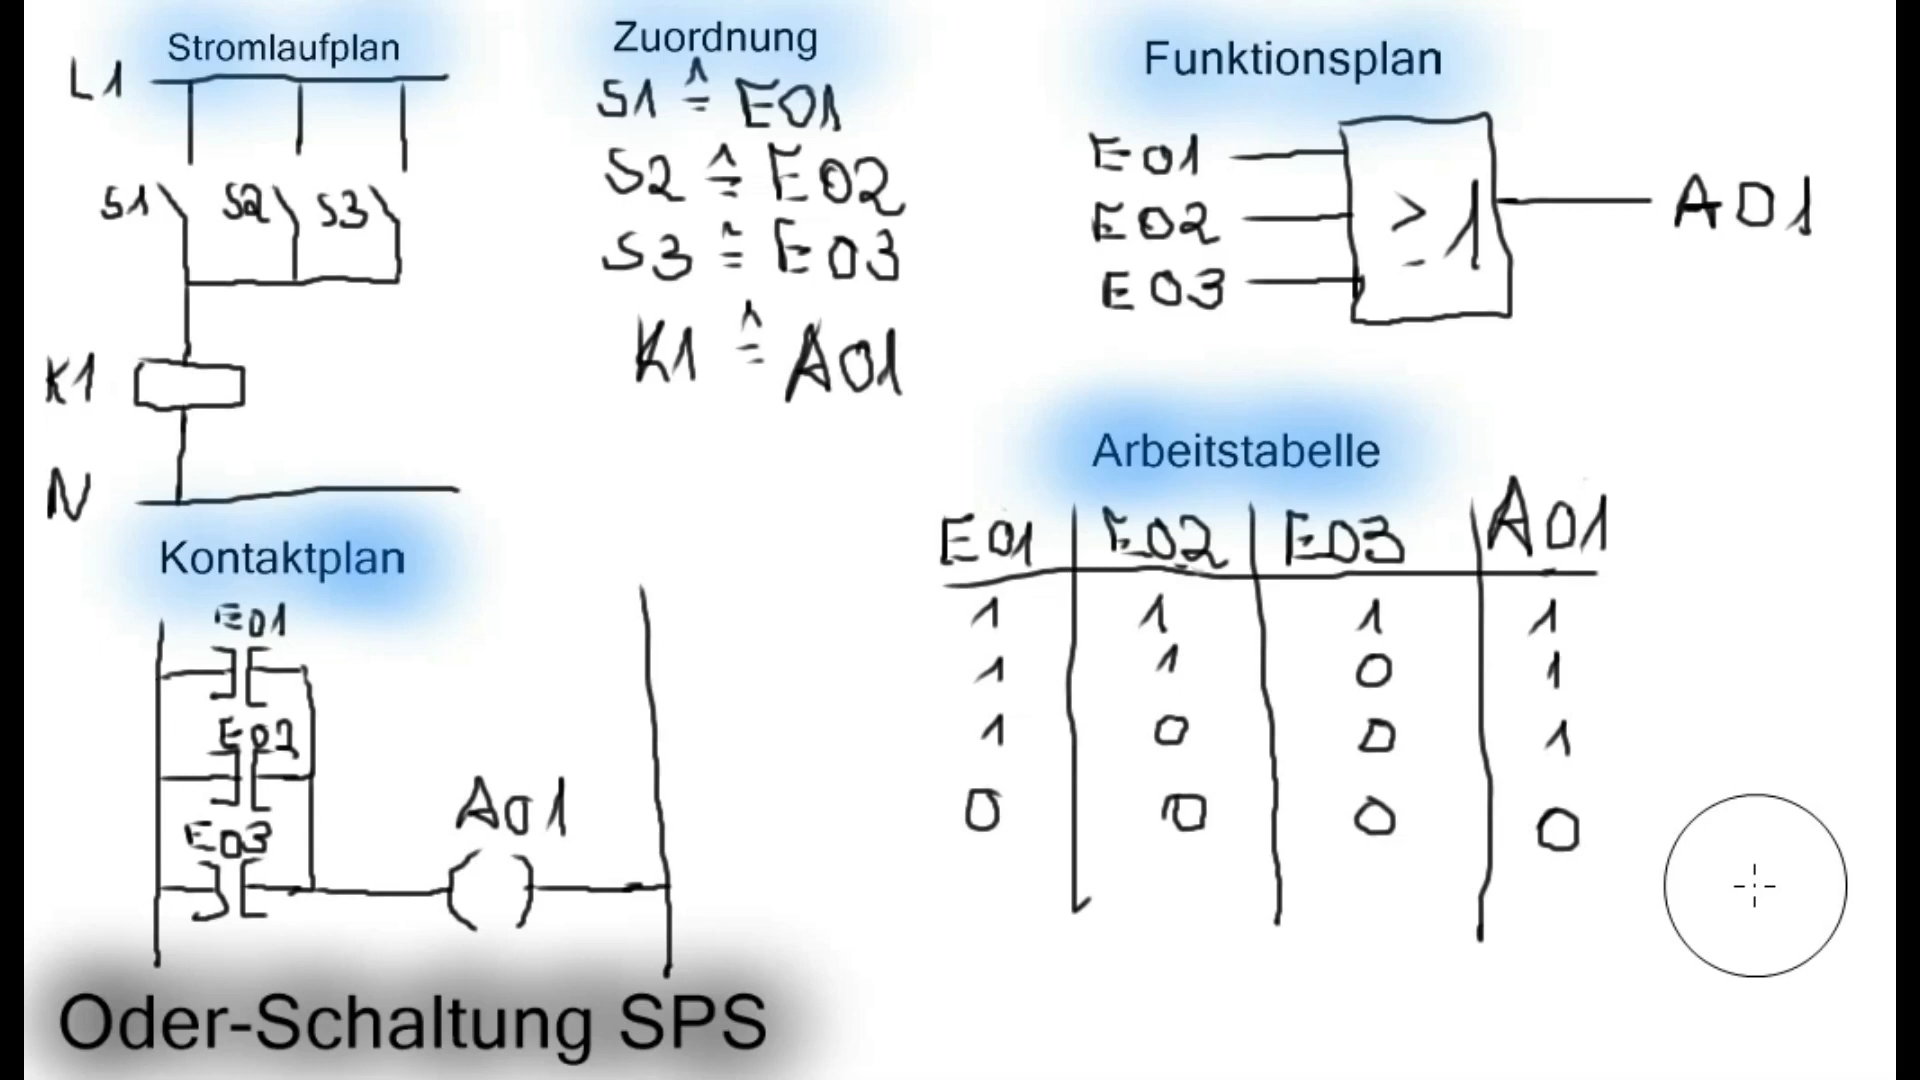 Stromlaufplan
L1
S1 S2 S3
K1
N
Zuordnung
S1 ≙ E01
S2 ≙ E02
S3 ≙ E03
K1 ≙ A01
Funktionsplan
E01
E02
E03
≥1
A01
Kontaktplan
E01
E02
E03
A01
Arbeitstabelle
E01 E02 E03 A01
1 1 1 1
1 1 0 1
1 0 0 1
0 0 0 0
Oder-Schaltung SPS